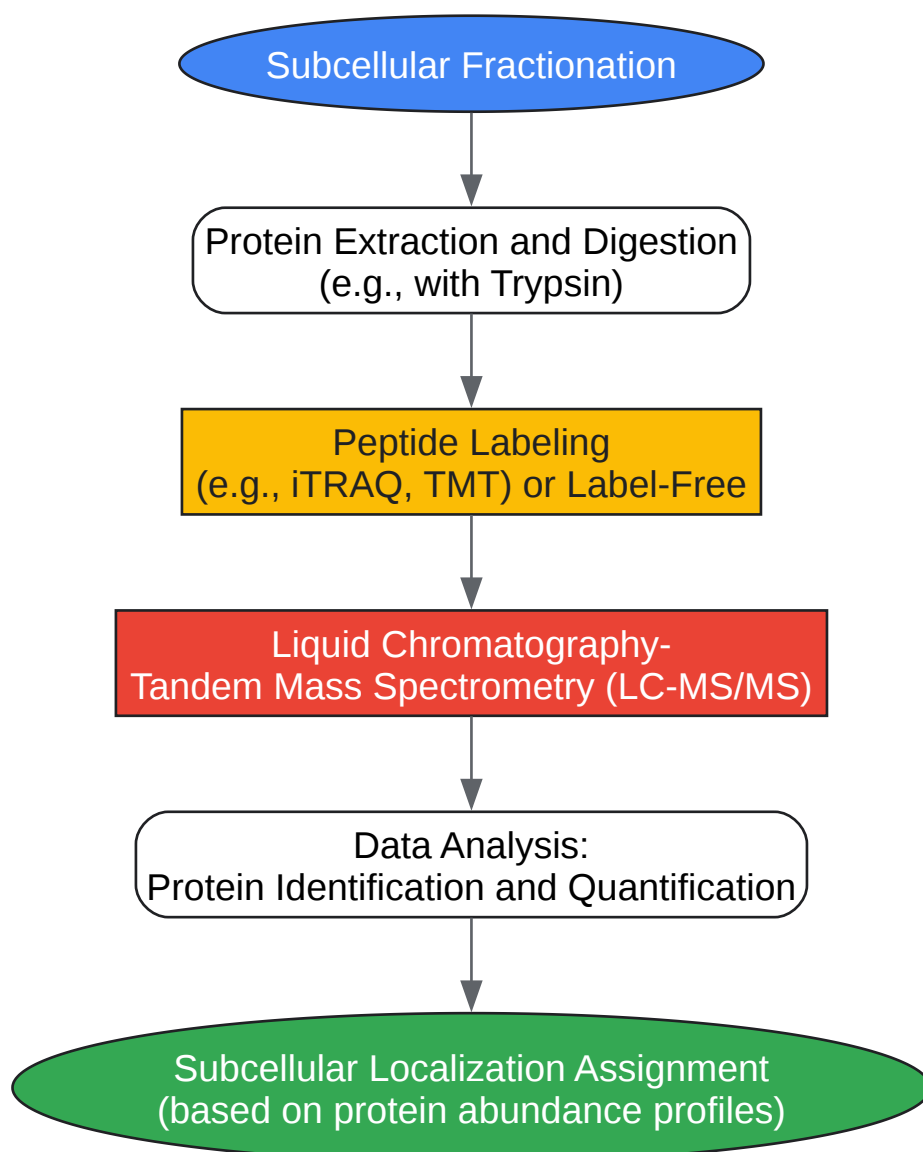 Subcellular Fractionation
Protein Extraction and Digestion
(e.g., with Trypsin)
Peptide Labeling
(e.g., iTRAQ, TMT) or Label-Free
Liquid Chromatography-
Tandem Mass Spectrometry (LC-MS/MS)
Data Analysis:
Protein Identification and Quantification
Subcellular Localization Assignment
(based on protein abundance profiles)